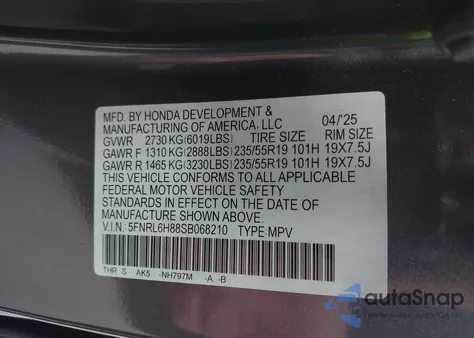 MFD. BY HONDA DEVELOPMENT & 04/'25
MANUFACTURING OF AMERICA, LLC
GVWR 2730 KG(6019LBS) TIRE SIZE RIM SIZE
GAWR F 1310 KG(2888LBS) 235/55R19 101H 19X7.5J
GAWR R 1465 KG(3230LBS) 235/55R19 101H 19X7.5J
THIS VEHICLE CONFORMS TO ALL APPLICABLE
FEDERAL MOTOR VEHICLE SAFETY
STANDARDS IN EFFECT ON THE DATE OF
MANUFACTURE SHOWN ABOVE.
V.I.N: 5FNRL6H88SB068210 TYPE: MPV
THR S AK5 -NH797M -A -B
autoSnap